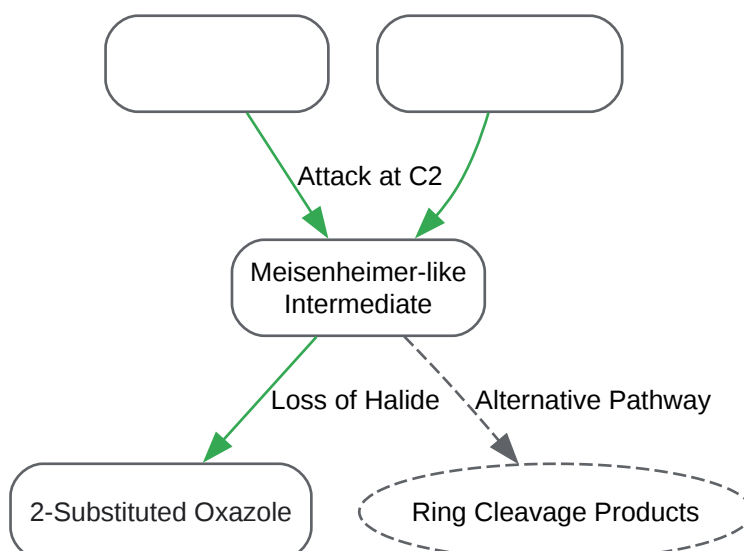 Attack at C2
Meisenheimer-like
Intermediate
Loss of Halide
Alternative Pathway
2-Substituted Oxazole
Ring Cleavage Products